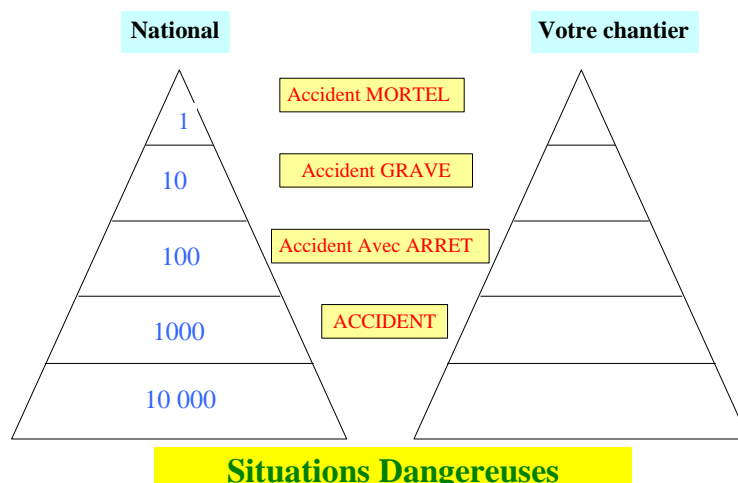 National
Votre chantier
Accident MORTEL
1
Accident GRAVE
10
Accident Avec ARRET
100
ACCIDENT
1000
10 000
Situations Dangereuses